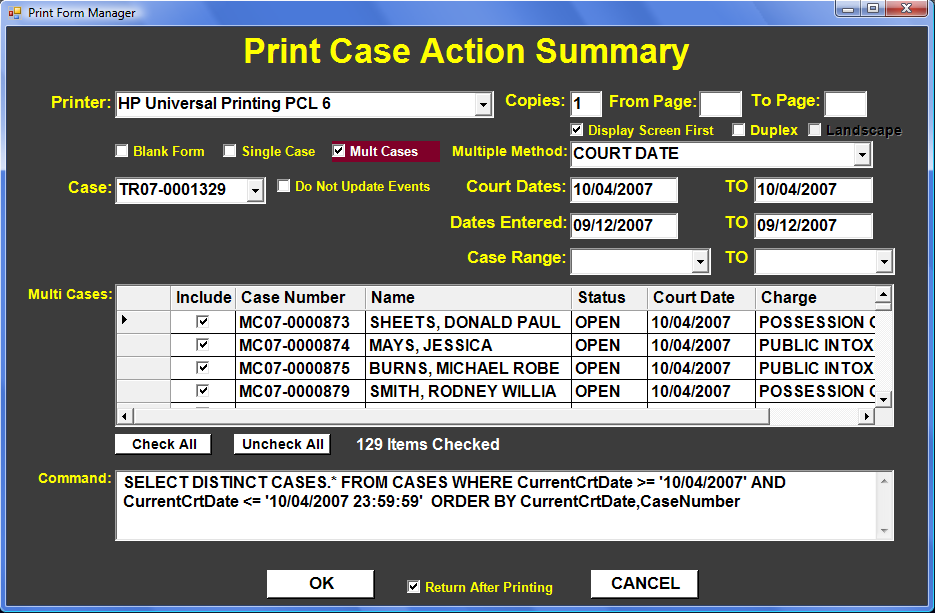 Print Form Manager
Print Case Action Summary
Printer: HP Universal Printing PCL 6 Copies: 1 From Page: To Page:
Display Screen First Duplex Landscape
Blank Form Single Case Mult Cases Multiple Method: COURT DATE
Case: TR07-0001329 Do Not Update Events Court Dates: 10/04/2007 TO 10/04/2007
Dates Entered: 09/12/2007 TO 09/12/2007
Case Range: TO
Multi Cases: Include Case Number Name Status Court Date Charge
MC07-0000873 SHEETS, DONALD PAUL OPEN 10/04/2007 POSSESSION
MC07-0000874 MAYS, JESSICA OPEN 10/04/2007 PUBLIC INTOX
MC07-0000875 BURNS, MICHAEL ROBE OPEN 10/04/2007 PUBLIC INTOX
MC07-0000879 SMITH, RODNEY WILLIA OPEN 10/04/2007 POSSESSION
Check All Uncheck All 129 Items Checked
Command: SELECT DISTINCT CASES.* FROM CASES WHERE CurrentCrtDate >= '10/04/2007' AND
CurrentCrtDate <= '10/04/2007 23:59:59' ORDER BY CurrentCrtDate,CaseNumber
OK Return After Printing CANCEL